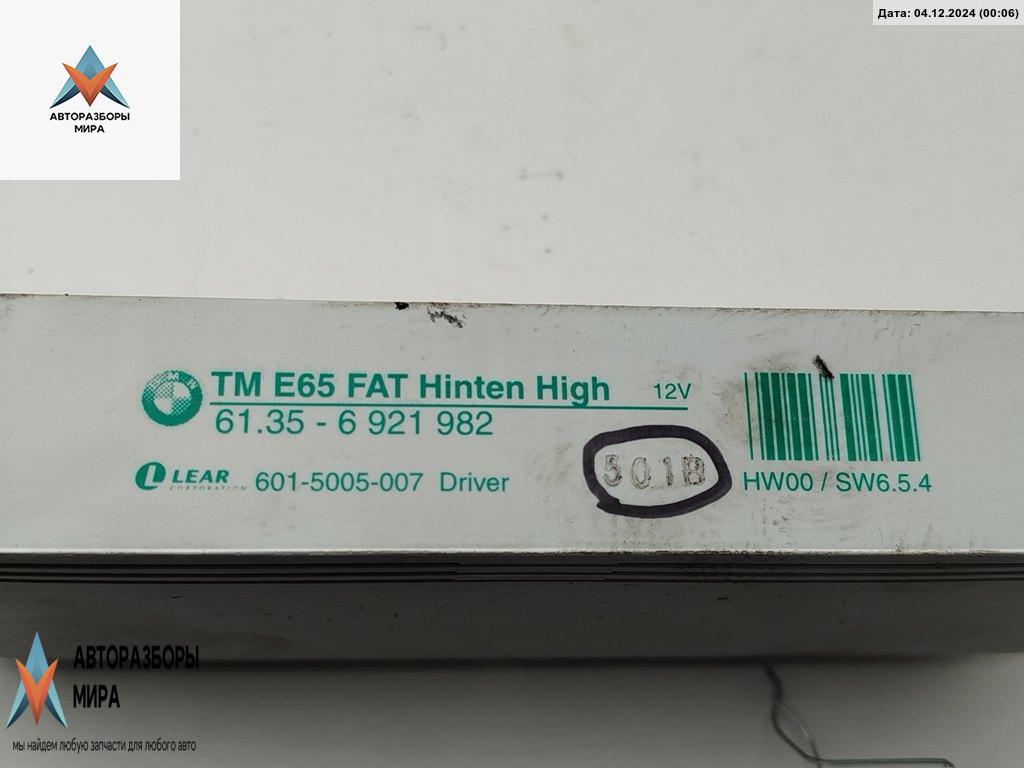 Дата: 04.12.2024 (00:06)
АВТОРАЗБОРЫ
МИРА
BMW
TM E65 FAT Hinten High 12V
61.35 - 6 921 982
LEAR
CORPORATION
601-5005-007 Driver
501B
HW00 / SW6.5.4
АВТОРАЗБОРЫ
МИРА
мы найдем любую запчасти для любого авто